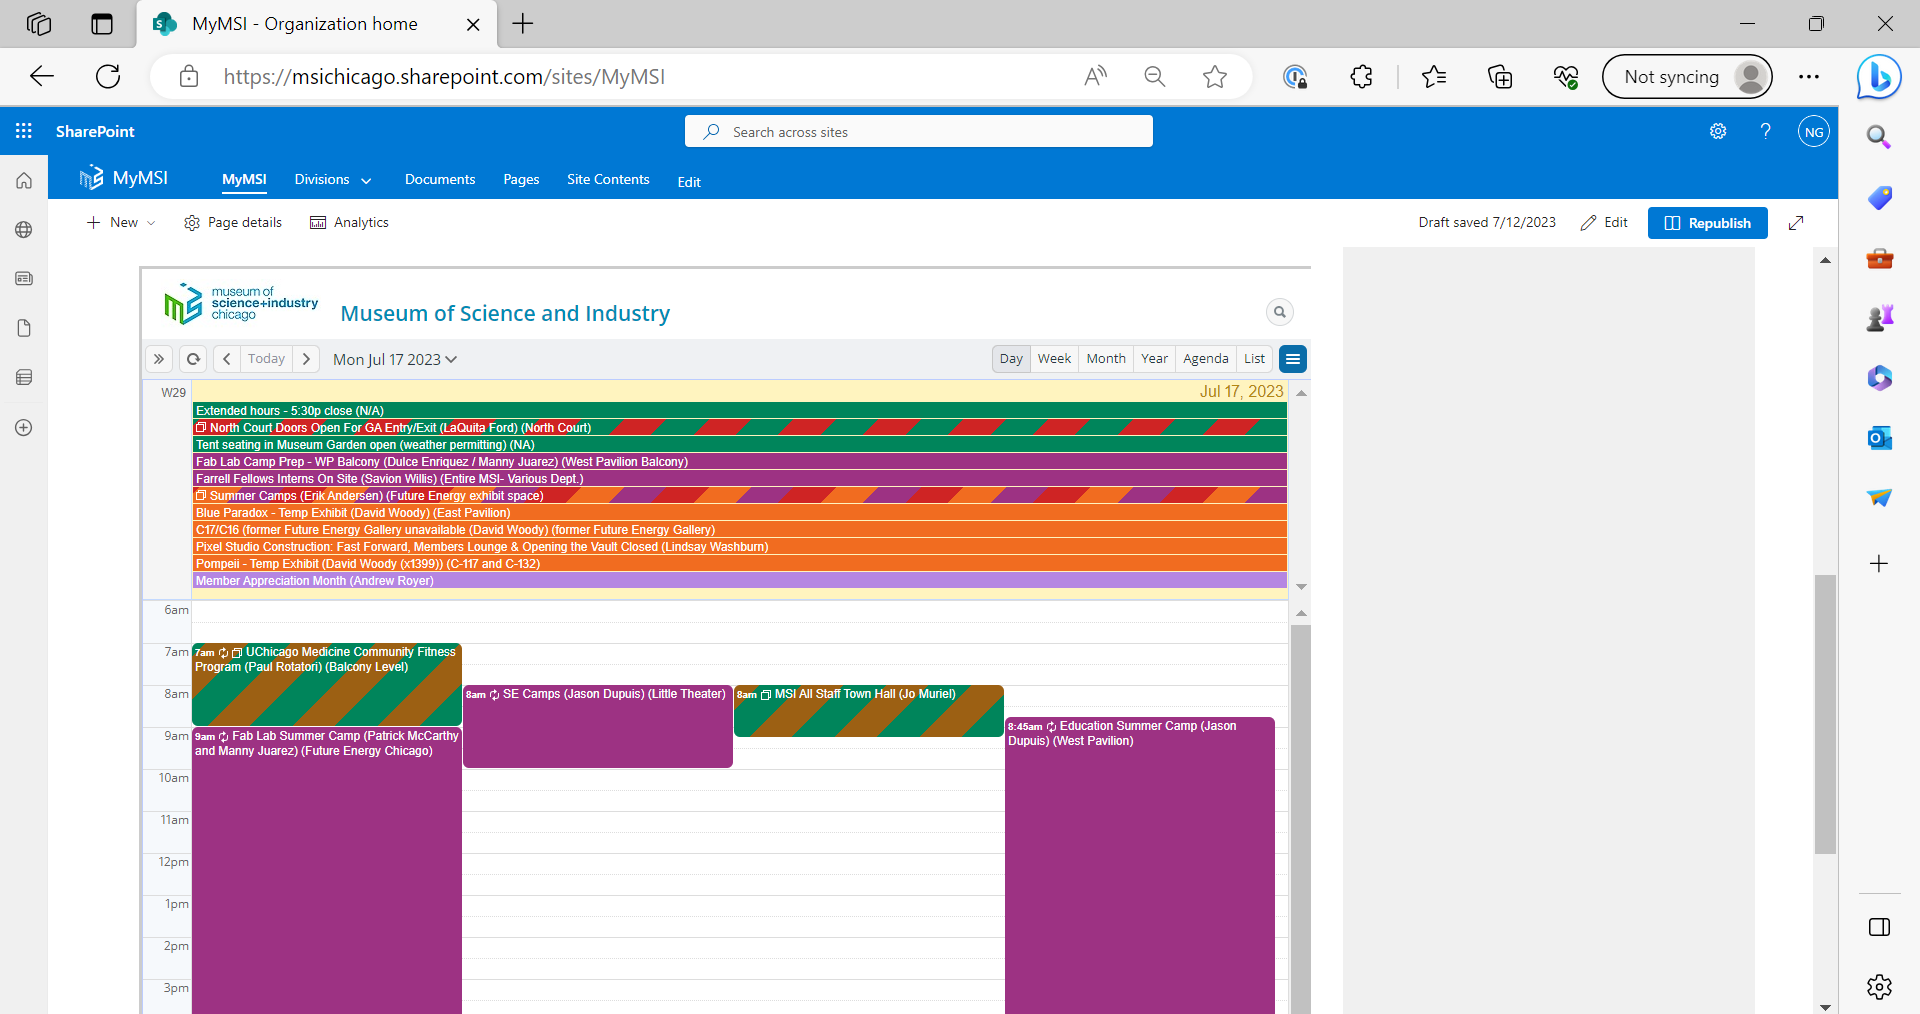 MyMSI - Organization home
https://msichicago.sharepoint.com/sites/MyMSI
Not syncing
SharePoint
Search across sites
NG
MyMSI
MyMSI
Divisions
Documents
Pages
Site Contents
Edit
New
Page details
Analytics
Draft saved 7/12/2023
Edit
Republish
museum of
science+industry
chicago
Museum of Science and Industry
Today
Mon Jul 17 2023
Day
Week
Month
Year
Agenda
List
W29
Jul 17, 2023
Extended hours - 5:30p close (N/A)
North Court Doors Open For GA Entry/Exit (LaQuita Ford) (North Court)
Tent seating in Museum Garden open (weather permitting) (NA)
Fab Lab Camp Prep - WP Balcony (Dulce Enriquez / Manny Juarez) (West Pavilion Balcony)
Farrell Fellows Interns On Site (Savion Willis) (Entire MSI- Various Dept.)
Summer Camps (Erik Andersen) (Future Energy exhibit space)
Blue Paradox - Temp Exhibit (David Woody) (East Pavilion)
C17/C16 (former Future Energy Gallery unavailable (David Woody) (former Future Energy Gallery)
Pixel Studio Construction: Fast Forward, Members Lounge & Opening the Vault Closed (Lindsay Washburn)
Pompeii - Temp Exhibit (David Woody (x1399)) (C-117 and C-132)
Member Appreciation Month (Andrew Royer)
6am
7am
7am UChicago Medicine Community Fitness
Program (Paul Rotatori) (Balcony Level)
8am
8am SE Camps (Jason Dupuis) (Little Theater)
8am MSI All Staff Town Hall (Jo Muriel)
8:45am Education Summer Camp (Jason
Dupuis) (West Pavilion)
9am
9am Fab Lab Summer Camp (Patrick McCarthy
and Manny Juarez) (Future Energy Chicago)
10am
11am
12pm
1pm
2pm
3pm